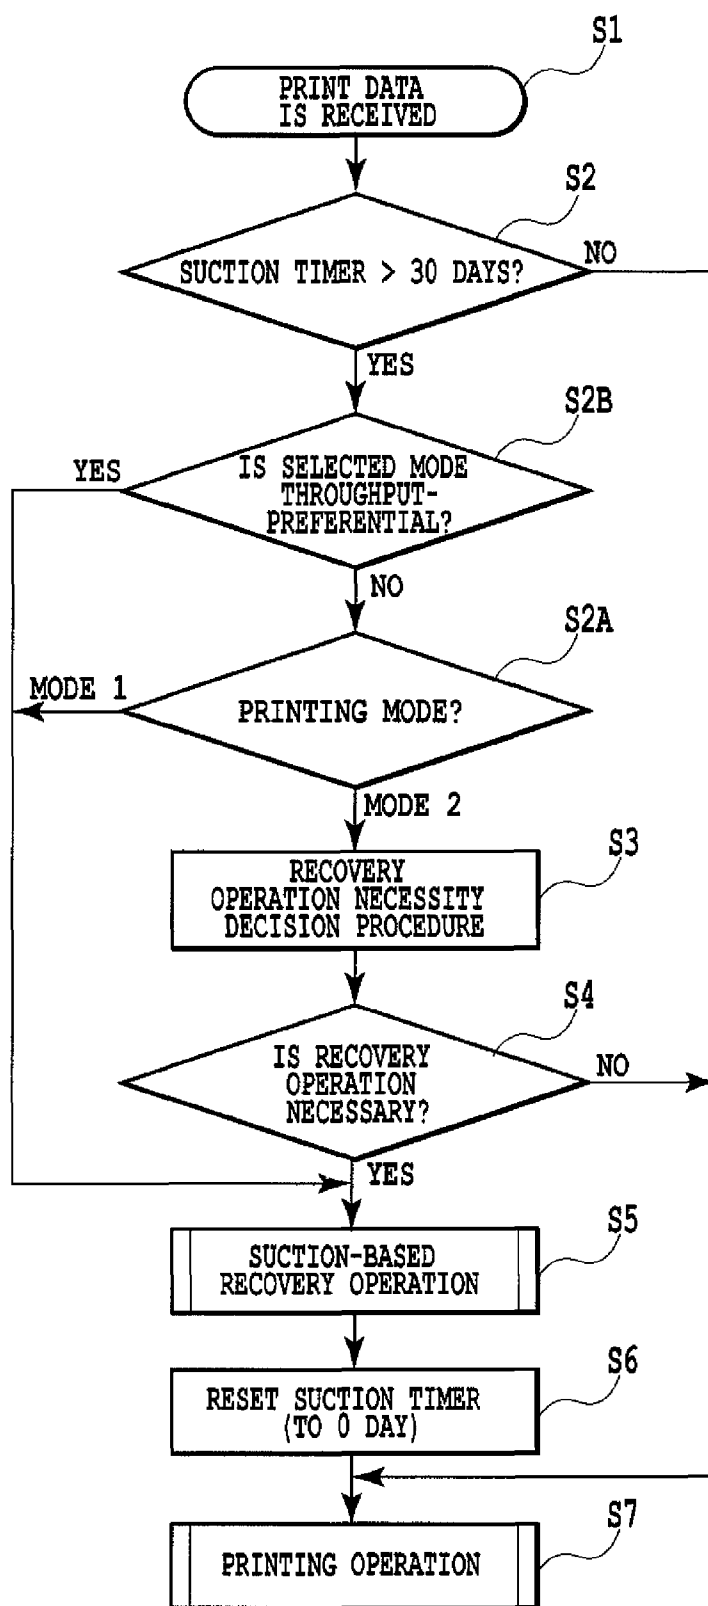 S1
PRINT DATA
IS RECEIVED
S2
SUCTION TIMER > 30 DAYS?
NO
YES
S2B
YES
IS SELECTED MODE
THROUGHPUT-
PREFERENTIAL?
NO
S2A
MODE 1
PRINTING MODE?
MODE 2
S3
RECOVERY
OPERATION NECESSITY
DECISION PROCEDURE
S4
IS RECOVERY
OPERATION
NECESSARY?
NO
YES
S5
SUCTION-BASED
RECOVERY OPERATION
S6
RESET SUCTION TIMER
(TO 0 DAY)
S7
PRINTING OPERATION